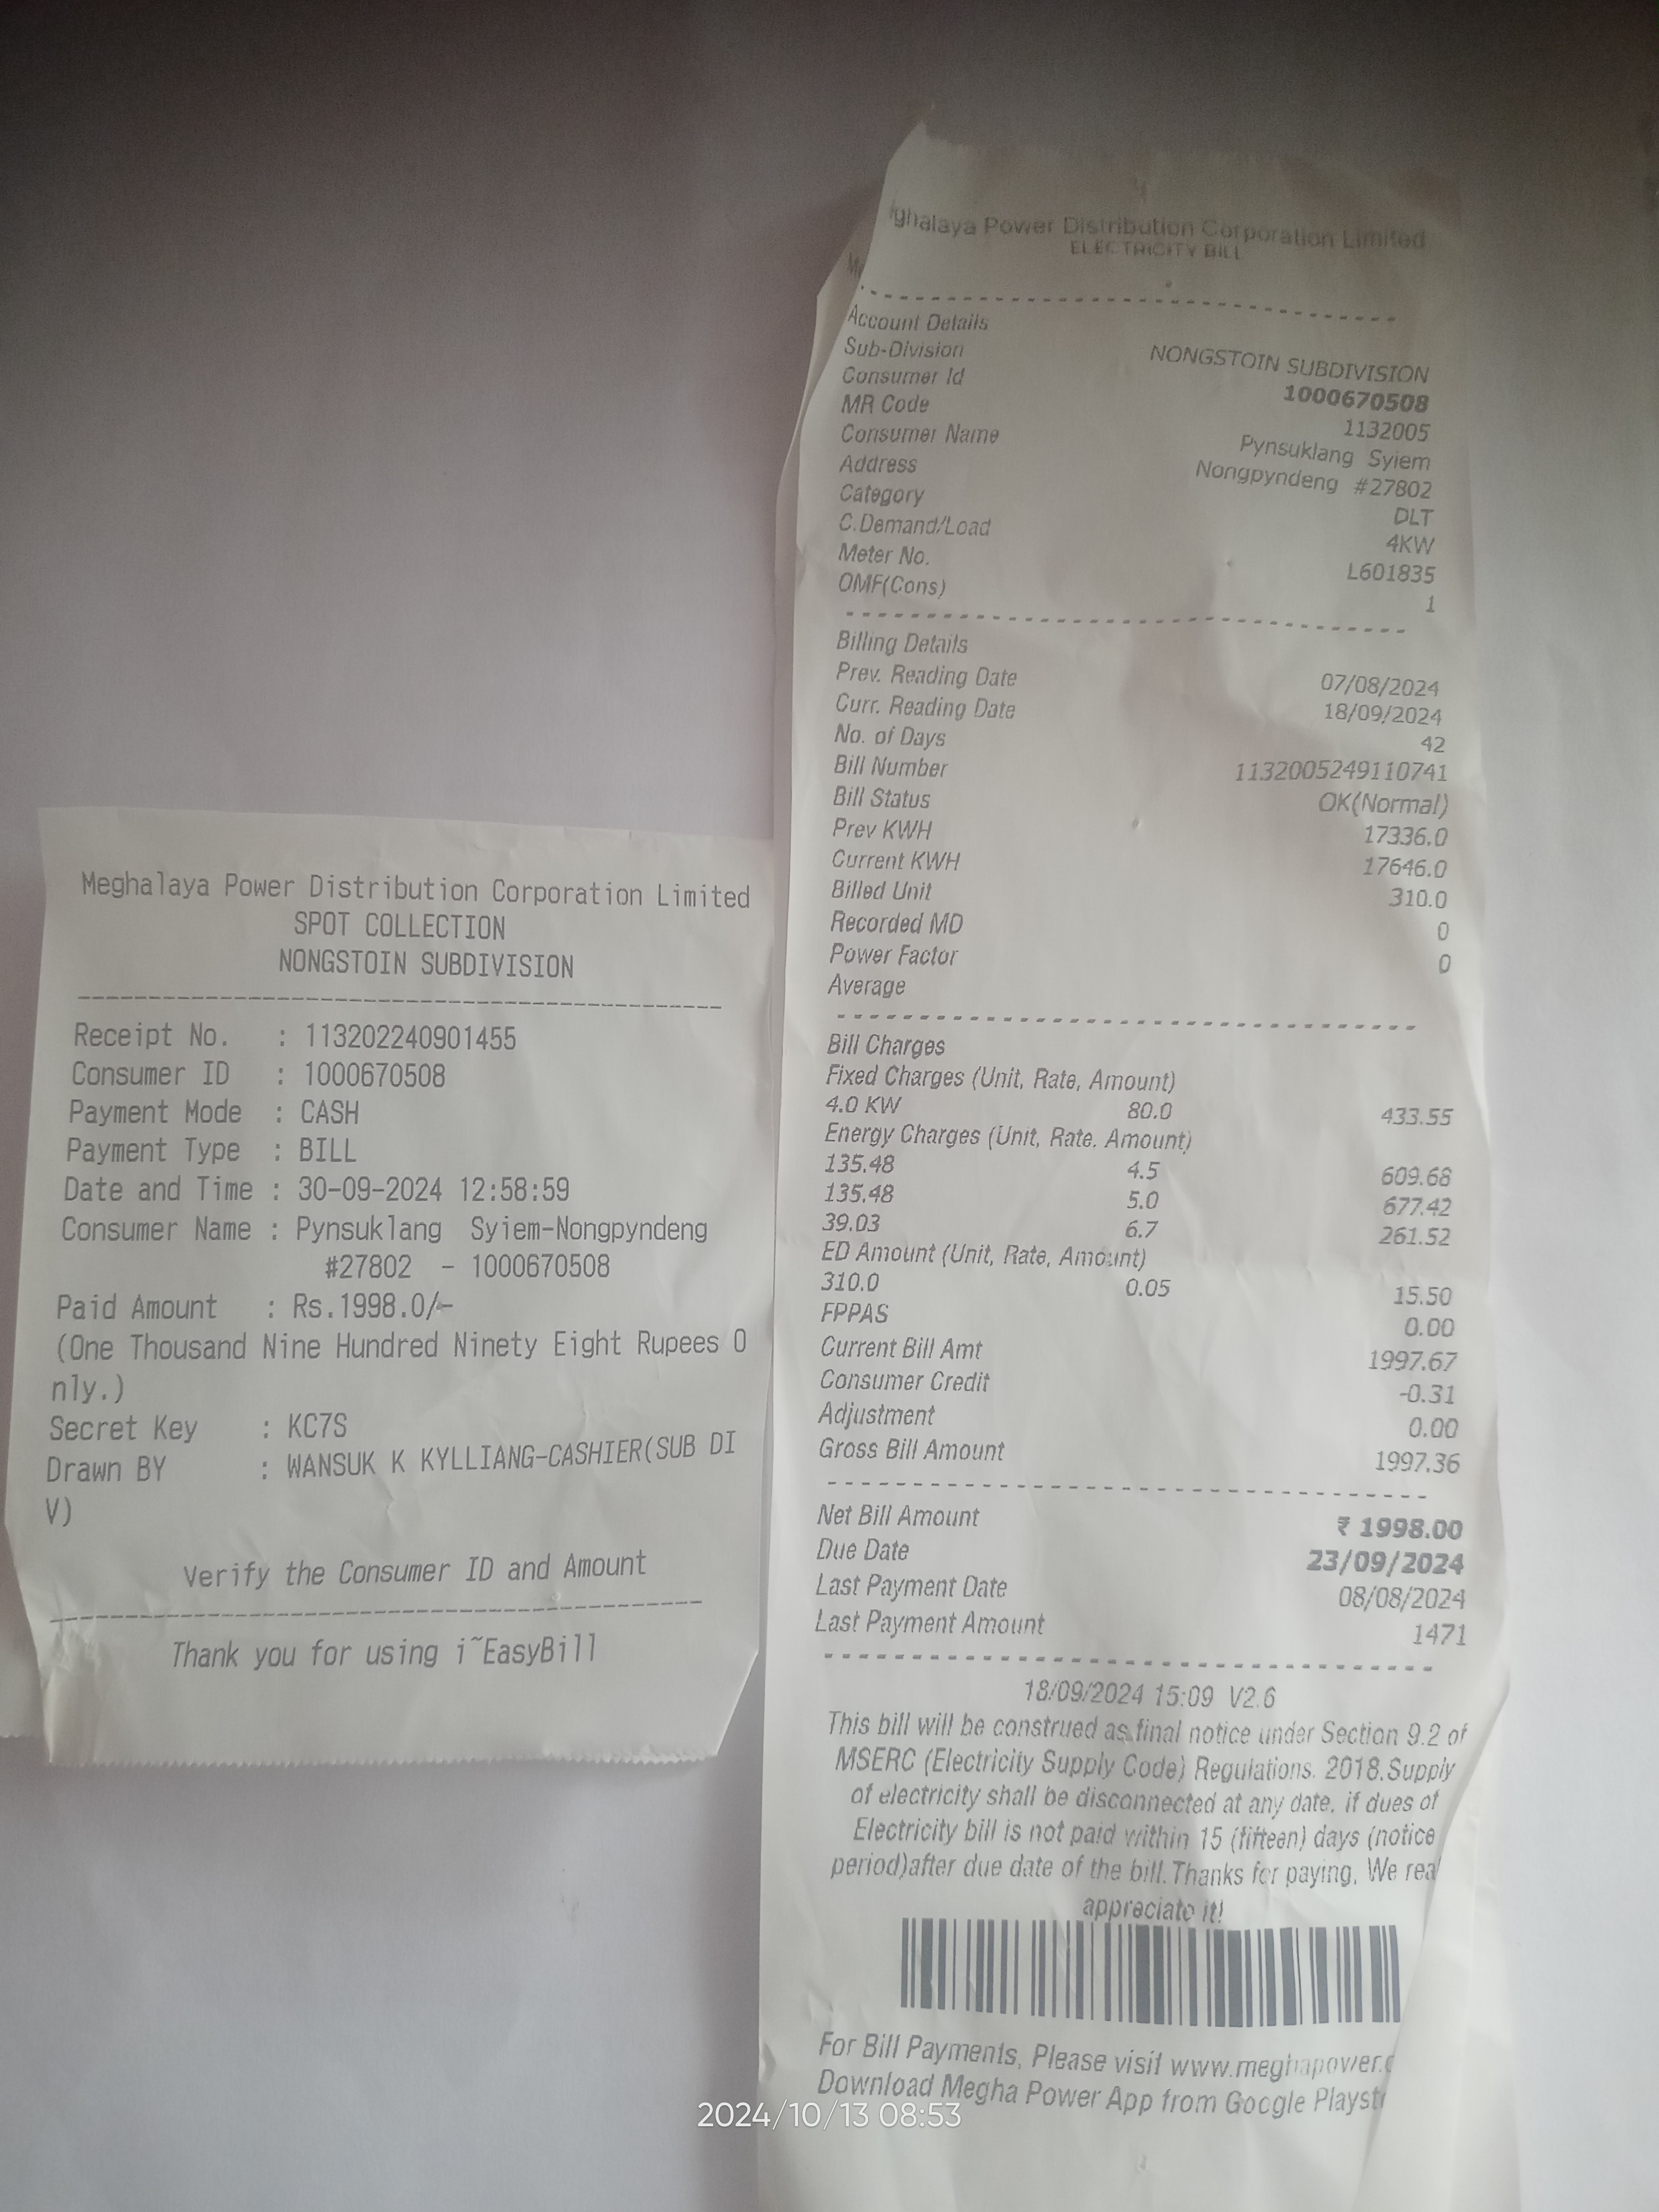 Meghalaya Power Distribution Corporation Limited
SPOT COLLECTION
NONGSTOIN SUBDIVISION
Receipt No. : 113202240901455
Consumer ID : 1000670508
Payment Mode : CASH
Payment Type : BILL
Date and Time : 30-09-2024 12:58:59
Consumer Name : Pynsuklang Syiem-Nongpyndeng
#27802 - 1000670508
Paid Amount : Rs.1998.0/-
(One Thousand Nine Hundred Ninety Eight Rupees O
nly.)
Secret Key : KC7S
Drawn BY : WANSUK K KYLLIANG-CASHIER(SUB DI
V)
Verify the Consumer ID and Amount
Thank you for using i~EasyBill
ghalaya Power Distribution Corporation Limited
ELECTRICITY BILL
Account Details
Sub-Division NONGSTOIN SUBDIVISION
Consumer Id 1000670508
MR Code 1132005
Consumer Name Pynsuklang Syiem
Address Nongpyndeng #27802
Category DLT
C.Demand/Load 4KW
Meter No. L601835
OMF(Cons) 1
Billing Details
Prev. Reading Date 07/08/2024
Curr. Reading Date 18/09/2024
No. of Days 42
Bill Number 1132005249110741
Bill Status OK(Normal)
Prev KWH 17336.0
Current KWH 17646.0
Billed Unit 310.0
Recorded MD 0
Power Factor 0
Average
Bill Charges
Fixed Charges (Unit, Rate, Amount)
4.0 KW 80.0 433.55
Energy Charges (Unit, Rate. Amount)
135.48 4.5 609.68
135.48 5.0 677.42
39.03 6.7 261.52
ED Amount (Unit, Rate, Amount)
310.0 0.05 15.50
FPPAS 0.00
Current Bill Amt 1997.67
Consumer Credit -0.31
Adjustment 0.00
Gross Bill Amount 1997.36
Net Bill Amount ₹ 1998.00
Due Date 23/09/2024
Last Payment Date 08/08/2024
Last Payment Amount 1471
18/09/2024 15:09 V2.6
This bill will be construed as final notice under Section 9.2 of
MSERC (Electricity Supply Code) Regulations. 2018.Supply
of electricity shall be disconnected at any date, if dues of
Electricity bill is not paid within 15 (fifteen) days (notice
period)after due date of the bill.Thanks for paying, We rea
appreciate it!
For Bill Payments, Please visit www.meghapower.c
Download Megha Power App from Google Playst
2024/10/13 08:53